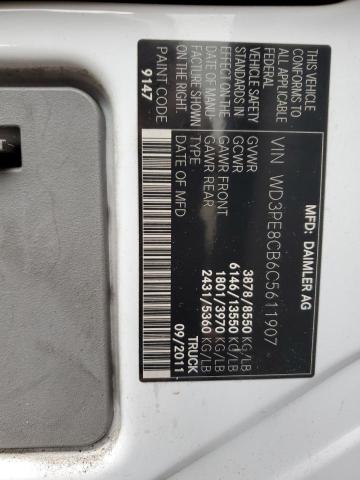 MFD: DAIMLER AG
VIN WD3PE8CB6C5611907
THIS VEHICLE
CONFORMS TO
ALL APPLICABLE
FEDERAL
VEHICLE SAFETY
STANDARDS IN
EFFECT ON THE
DATE OF MANU-
FACTURE SHOWN
ON THE RIGHT.
GVWR 3878/8550 KG/LB
GCWR 6146/13550 KG/LB
GAWR FRONT 1801/3970 KG/LB
GAWR REAR 2431/5360 KG/LB
TYPE TRUCK
DATE OF MANU 09/2011
PAINT CODE
9147